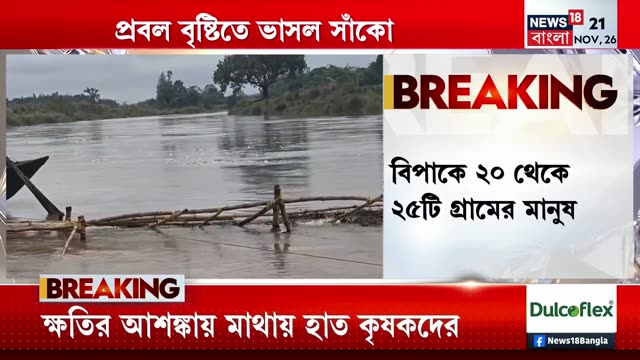 প্রবল বৃষ্টিতে ভাসল সাঁকো
NEWS18
বাংলা
21
NOV, 26
BREAKING
বিপাকে ২০ থেকে
২৫টি গ্রামের মানুষ
BREAKING
ক্ষতির আশঙ্কায় মাথায় হাত কৃষকদের
Dulcoflex®
/News18Bangla